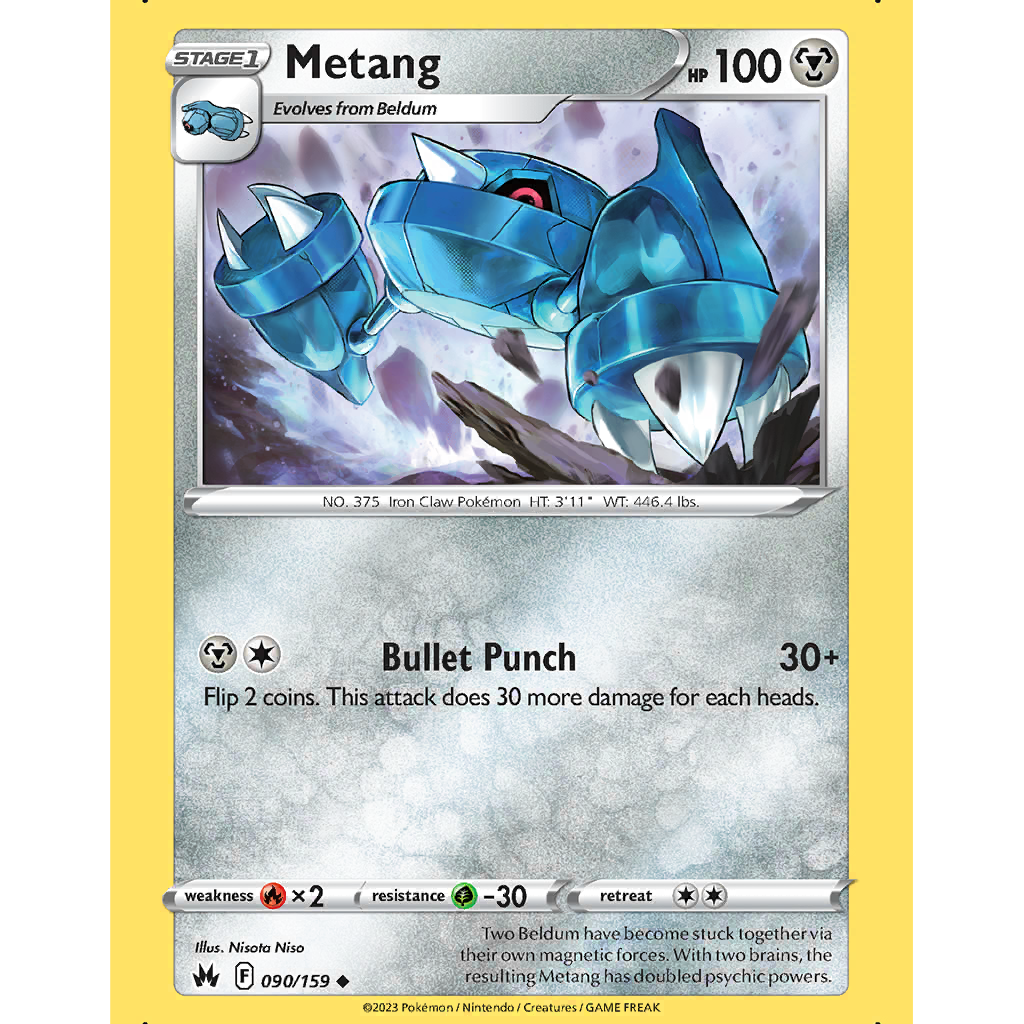 STAGE 1
Metang
HP 100
Evolves from Beldum
NO. 375 Iron Claw Pokémon HT: 3'11" WT: 446.4 lbs.
Bullet Punch 30+
Flip 2 coins. This attack does 30 more damage for each heads.
weakness ×2 resistance -30 retreat
Illus. Nisota Niso
Two Beldum have become stuck together via
their own magnetic forces. With two brains, the
resulting Metang has doubled psychic powers.
F 090/159
©2023 Pokémon / Nintendo / Creatures / GAME FREAK